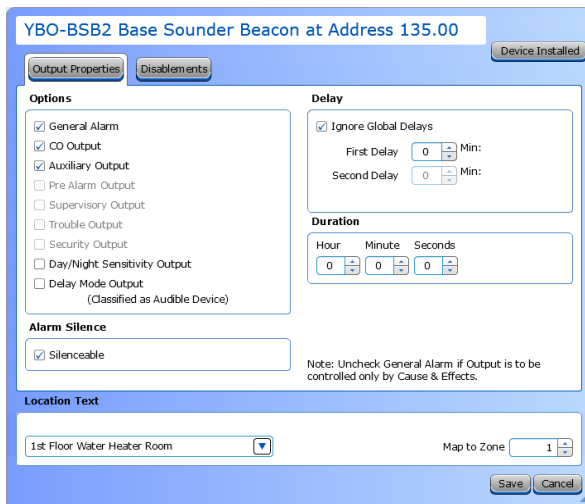 YBO-BSB2 Base Sounder Beacon at Address 135.00
Device Installed
Output Properties
Disablements
Options
General Alarm
CO Output
Auxiliary Output
Pre Alarm Output
Supervisory Output
Trouble Output
Security Output
Day/Night Sensitivity Output
Delay Mode Output
(Classified as Audible Device)
Alarm Silence
Silenceable
Delay
Ignore Global Delays
First Delay 0 Min:
Second Delay 0 Min:
Duration
Hour Minute Seconds
0 0 0
Note: Uncheck General Alarm if Output is to be
controlled only by Cause & Effects.
Location Text
1st Floor Water Heater Room
Map to Zone 1
Save Cancel